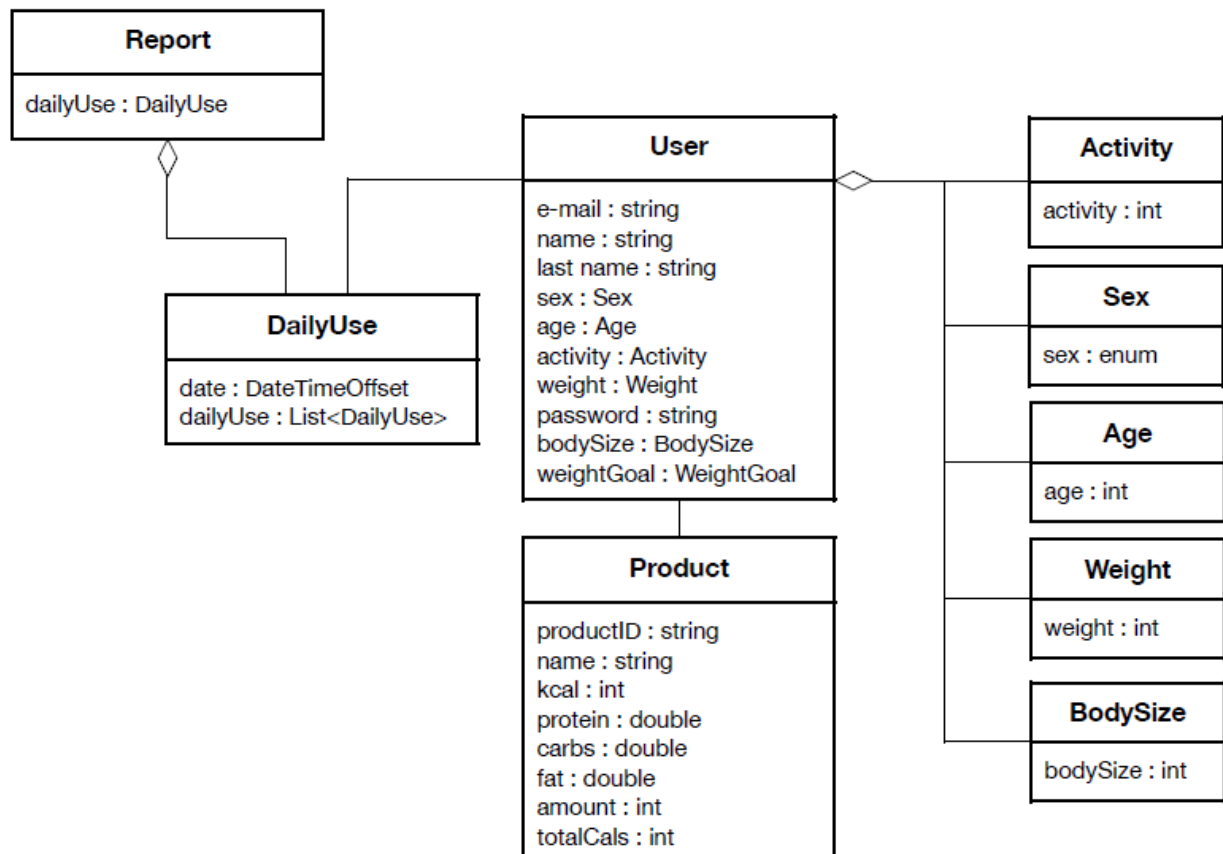 Report
dailyUse : DailyUse
User
e-mail : string
name : string
last name : string
sex : Sex
age : Age
activity : Activity
weight : Weight
password : string
bodySize : BodySize
weightGoal : WeightGoal
Activity
activity : int
Sex
sex : enum
Age
age : int
Weight
weight : int
BodySize
bodySize : int
DailyUse
date : DateTimeOffset
dailyUse : List<DailyUse>
Product
productID : string
name : string
kcal : int
protein : double
carbs : double
fat : double
amount : int
totalCals : int